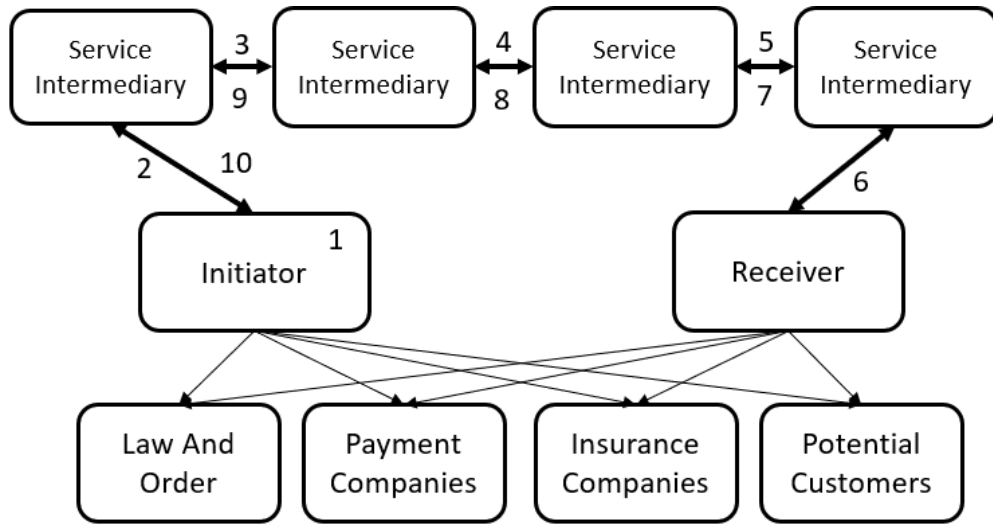 Service
Intermediary
3
9
Service
Intermediary
4
8
Service
Intermediary
5
7
Service
Intermediary
2
10
6
1
Initiator
Receiver
Law And
Order
Payment
Companies
Insurance
Companies
Potential
Customers